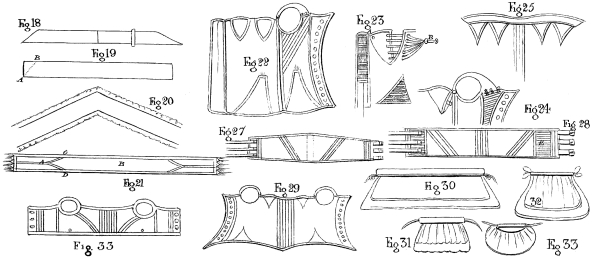 Fig 18
Fig 19
B
A
Fig 20
C
A
B
D
Fig 21
Fig. 33
Fig 22
Fig 23
B
Fig 24
Fig 25
Fig 27
Fig 28
E
Fig 29
Fig 30
Fig 31
32
Fig 33